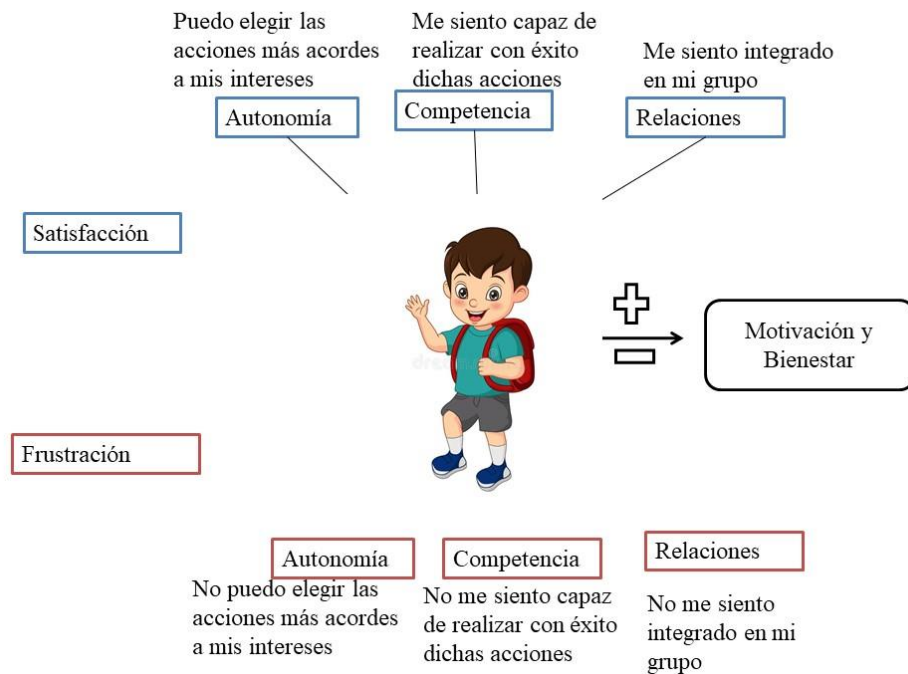 Puedo elegir las
acciones más acordes
a mis intereses
Autonomía
Me siento capaz de
realizar con éxito
dichas acciones
Competencia
Me siento integrado
en mi grupo
Relaciones
Satisfacción
Motivación y
Bienestar
Frustración
Autonomía
No puedo elegir las
acciones más acordes
a mis intereses
Competencia
No me siento capaz
de realizar con éxito
dichas acciones
Relaciones
No me siento
integrado en mi
grupo